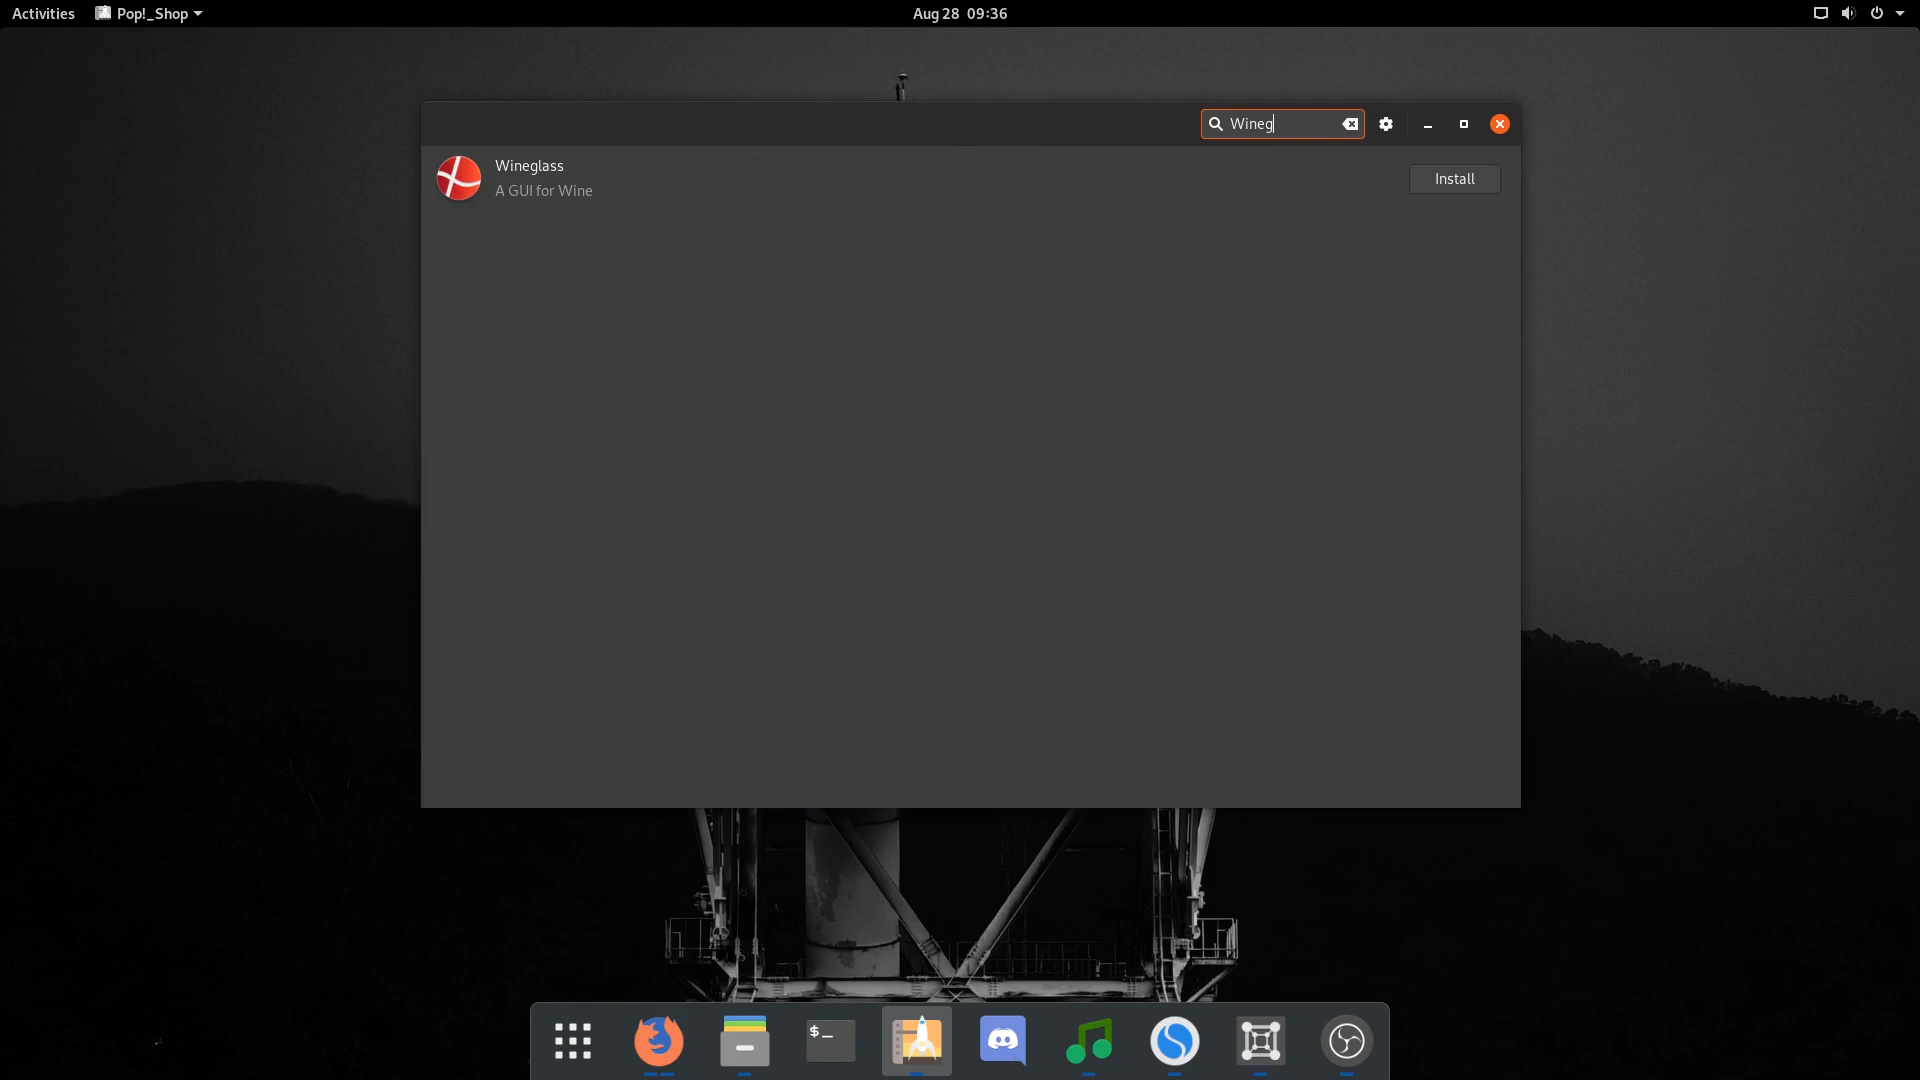 Activities
Pop!_Shop
Aug 28 09:36
Wineg
Wineglass
A GUI for Wine
Install
$_